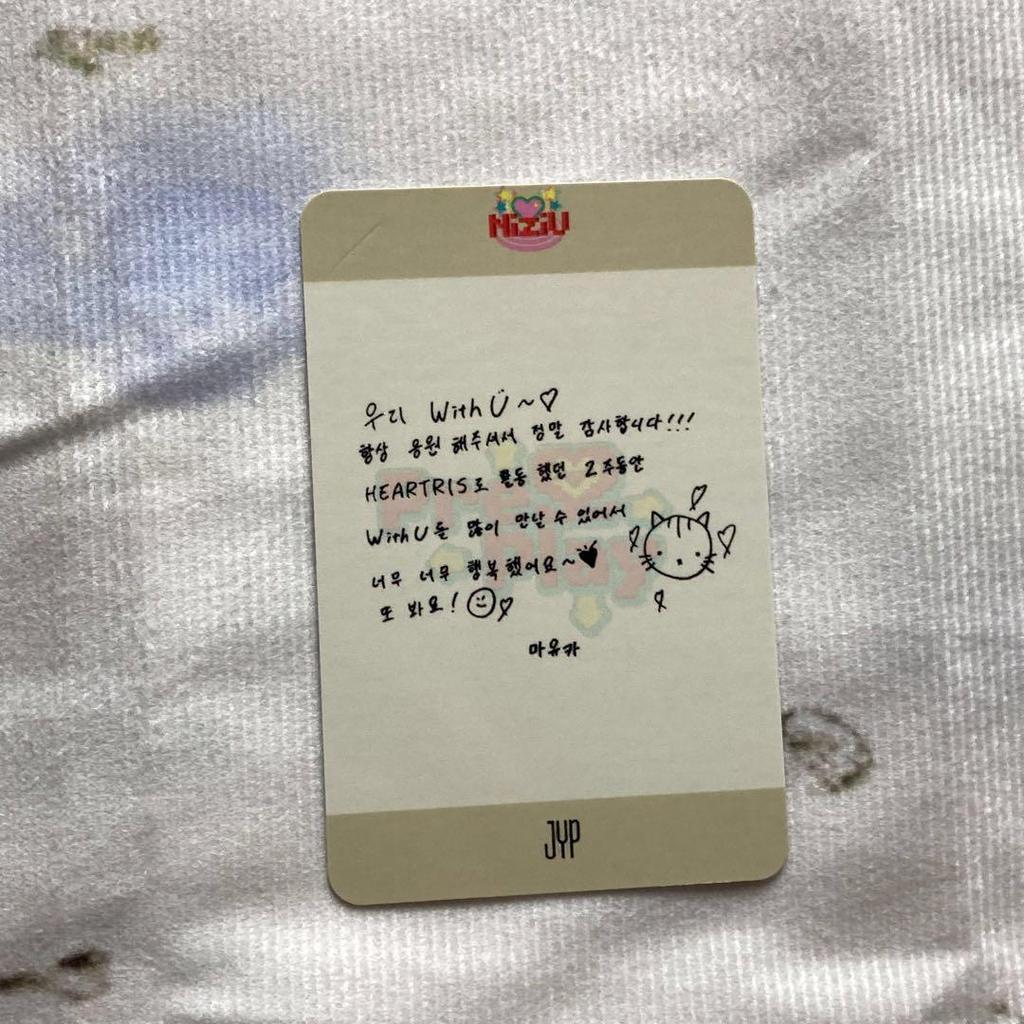 NiziU
우리 WithU~♡
항상 응원 해주셔서 정말 감사합니다!!!
HEARTRIS로 활동 했던 2주동안
WithU들 많이 만날 수 있어서
너무 너무 행복했어요~♥
또 봐요!
마유카
Press Play
JYP